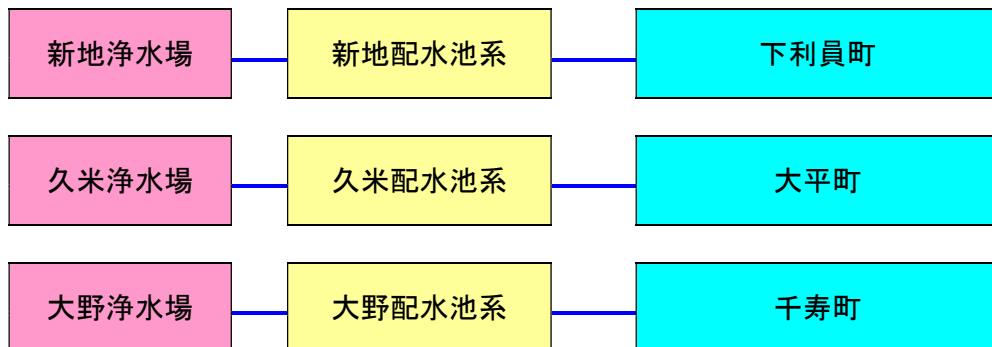 新地浄水場 新地配水池系 下利員町
久米浄水場 久米配水池系 大平町
大野浄水場 大野配水池系 千寿町